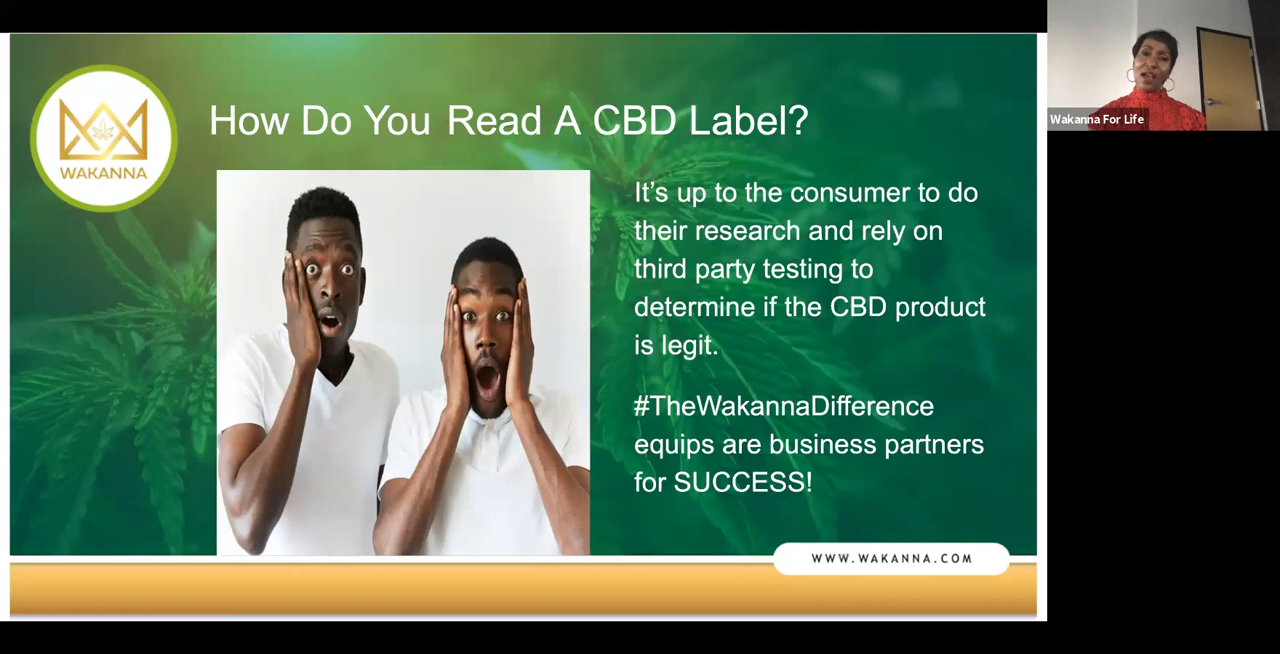 How Do You Read A CBD Label?
WAKANNA
It’s up to the consumer to do
their research and rely on
third party testing to
determine if the CBD product
is legit.
#TheWakannaDifference
equips are business partners
for SUCCESS!
WWW.WAKANNA.COM
Wakanna For Life